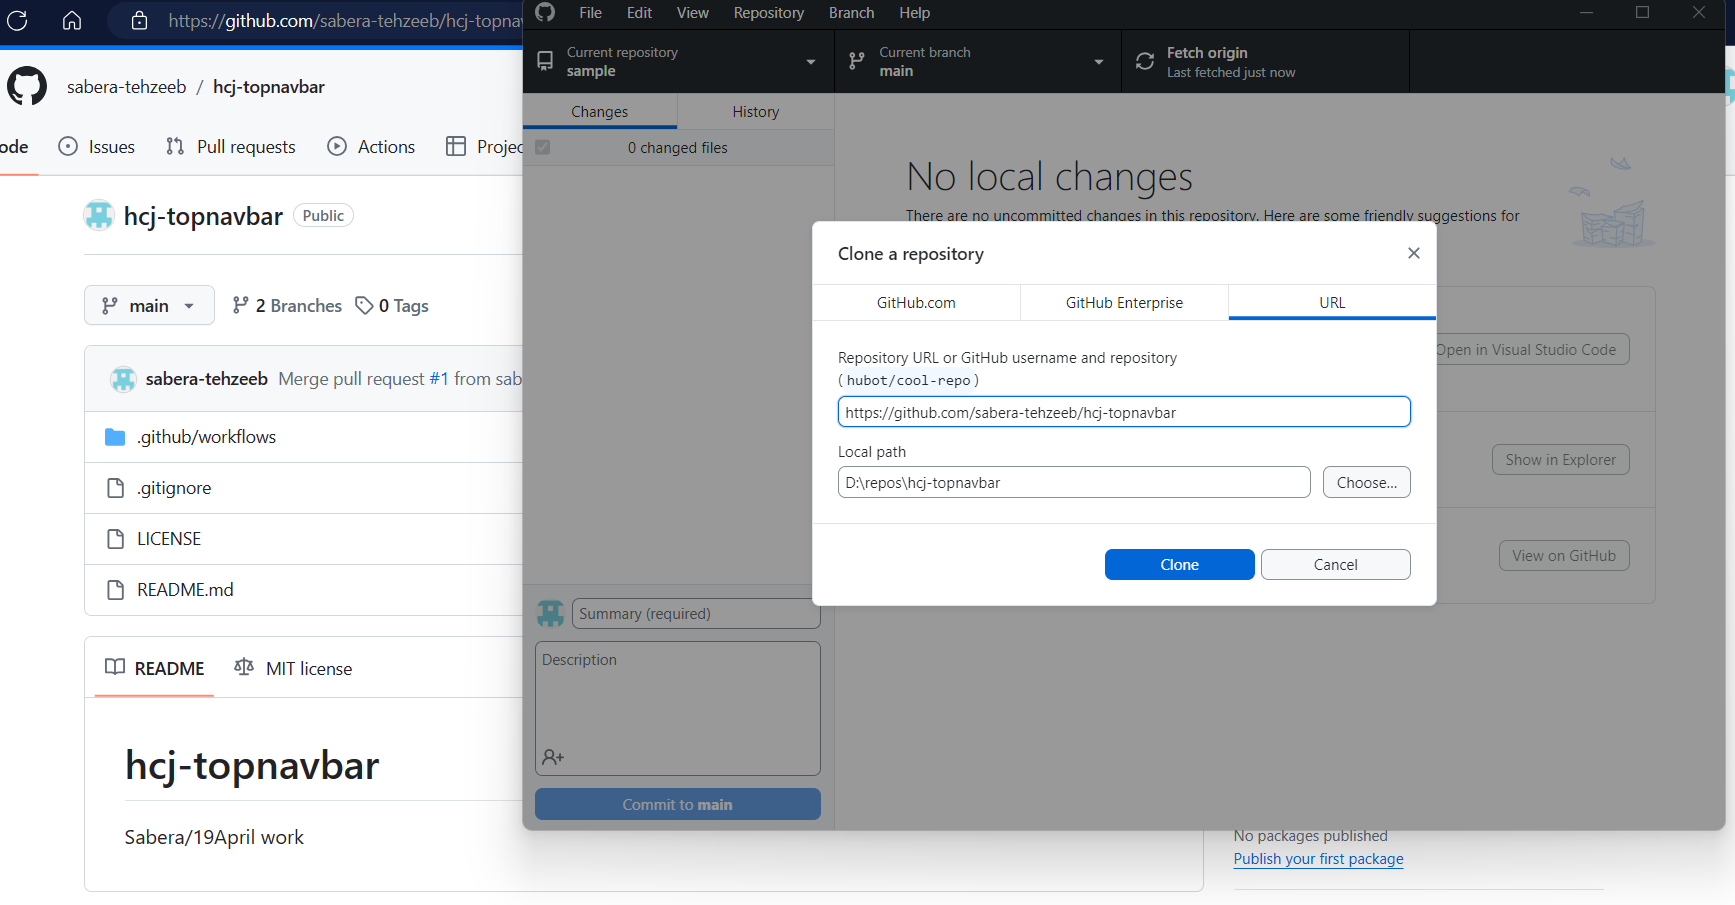 https://github.com/sabera-tehzeeb/hcj-topnav
sabera-tehzeeb / hcj-topnavbar
ode Issues Pull requests Actions Projec
hcj-topnavbar Public
main 2 Branches 0 Tags
sabera-tehzeeb Merge pull request #1 from sab
.github/workflows
.gitignore
LICENSE
README.md
README MIT license
hcj-topnavbar
Sabera/19April work
File Edit View Repository Branch Help
Current repository
sample
Current branch
main
Fetch origin
Last fetched just now
Changes History
0 changed files
No local changes
There are no uncommitted changes in this repository. Here are some friendly suggestions for
Open in Visual Studio Code
Show in Explorer
View on GitHub
Clone a repository
GitHub.com GitHub Enterprise URL
Repository URL or GitHub username and repository
(hubot/cool-repo)
https://github.com/sabera-tehzeeb/hcj-topnavbar
Local path
D:\repos\hcj-topnavbar Choose...
Clone Cancel
Summary (required)
Description
Commit to main
No packages published
Publish your first package